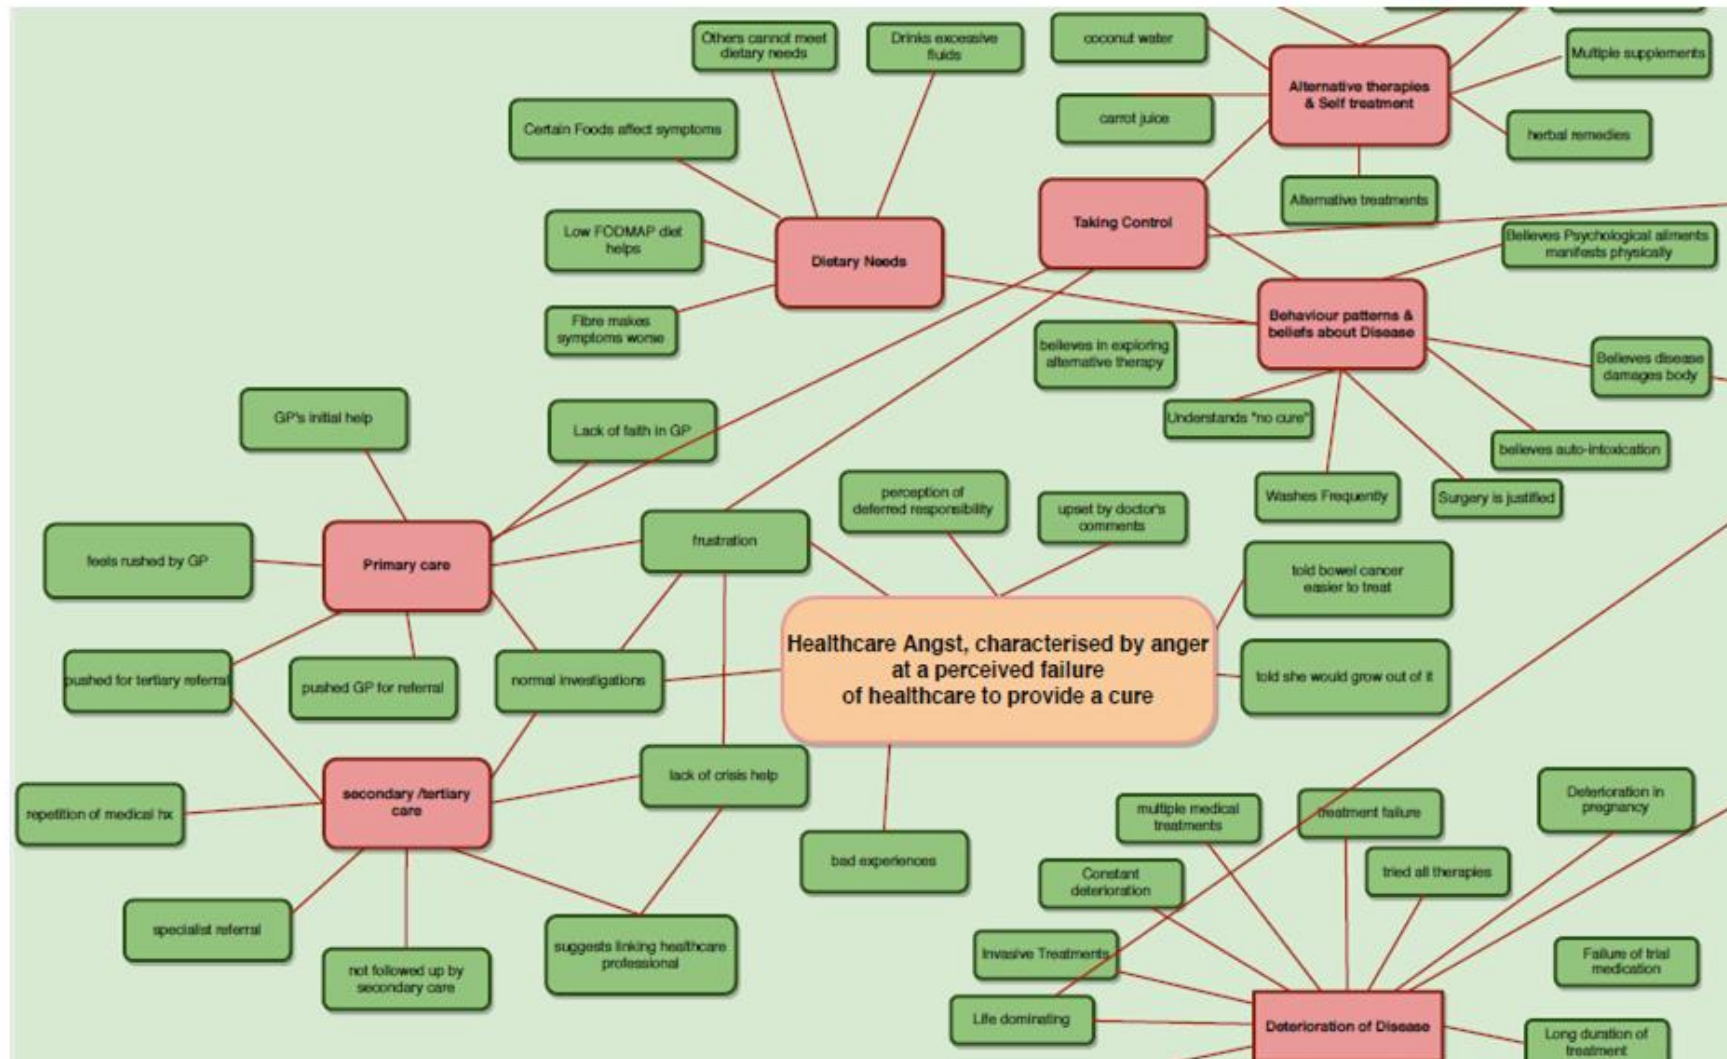 Others cannot meet
dietary needs
Drinks excessive
fluids
coconut water
Multiple supplements
Alternative therapies
& Self treatment
Certain Foods affect symptoms
carrot juice
herbal remedies
Alternative treatments
Taking Control
Low FODMAP diet
helps
Dietary Needs
Believes Psychological ailments
manifests physically
Fibre makes
symptoms worse
Behaviour patterns &
beliefs about Disease
believes in exploring
alternative therapy
Believes disease
damages body
Understands "no cure"
GP's initial help
Lack of faith in GP
believes auto-intoxication
Washes Frequently
Surgery is justified
perception of
deferred responsibility
upset by doctor's
comments
feels rushed by GP
Primary care
frustration
told bowel cancer
easier to treat
Healthcare Angst, characterised by anger
at a perceived failure
of healthcare to provide a cure
pushed for tertiary referral
pushed GP for referral
normal investigations
told she would grow out of it
repetition of medical hx
secondary /tertiary
care
lack of crisis help
multiple medical
treatments
treatment failure
Deterioration in
pregnancy
bad experiences
Constant
deterioration
tried all therapies
specialist referral
not followed up by
secondary care
suggests linking healthcare
professional
Invasive Treatments
Failure of trial
medication
Life dominating
Deterioration of Disease
Long duration of
treatment